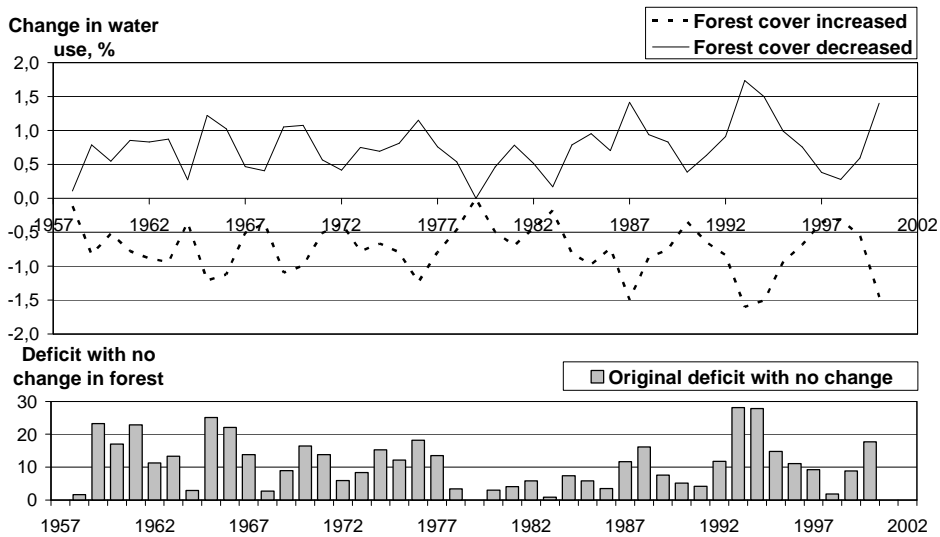 Change in water
use, %
Forest cover increased
Forest cover decreased
2,0
1,5
1,0
0,5
0,0
-0,5
-1,0
-1,5
-2,0
1957 1962 1967 1972 1977 1982 1987 1992 1997 2002
Deficit with no
change in forest
Original deficit with no change
30
20
10
0
1957 1962 1967 1972 1977 1982 1987 1992 1997 2002